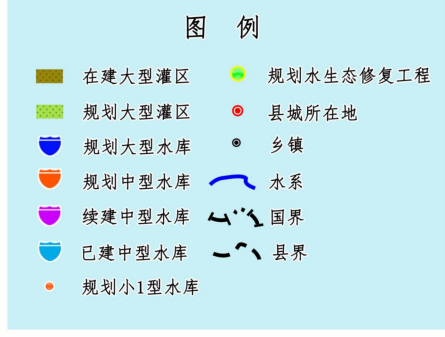 图 例
在建大型灌区 规划水生态修复工程
规划大型灌区 县城所在地
规划大型水库 乡镇
规划中型水库 水系
续建中型水库 国界
已建中型水库 县界
规划小1型水库